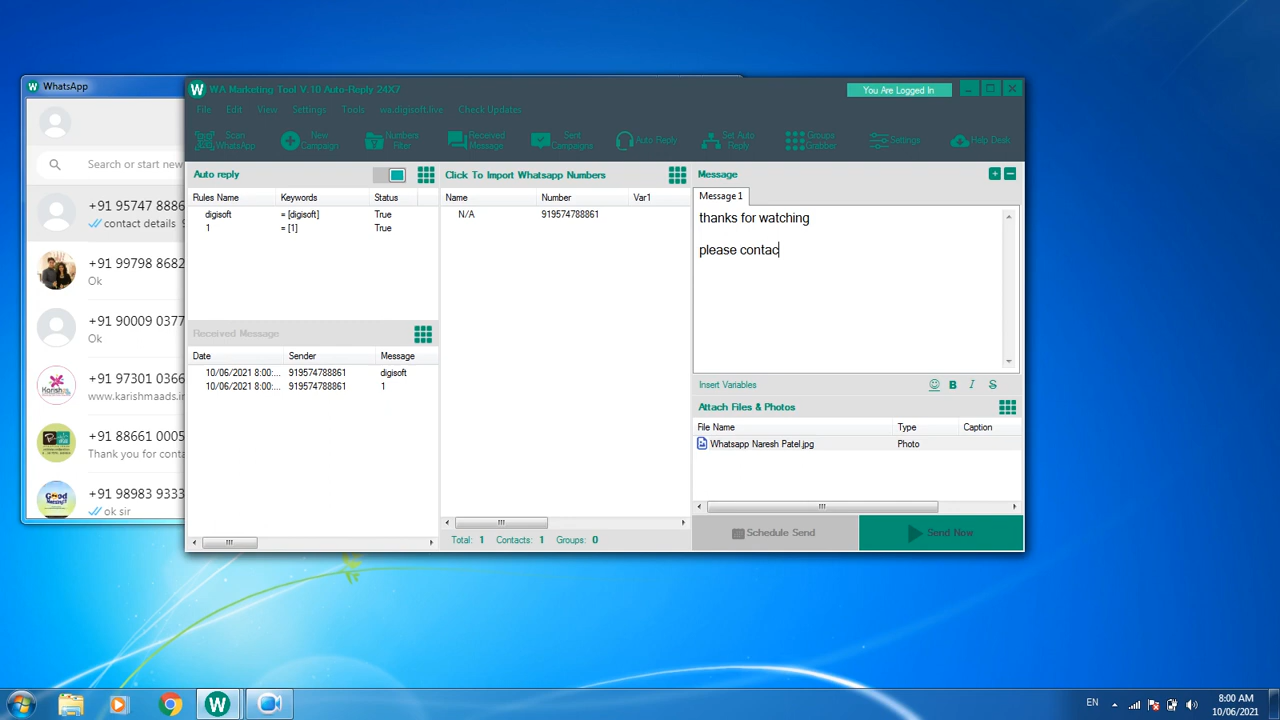 WhatsApp
Search or start new
+91 95747 8886
contact details
+91 99798 8682
Ok
+91 90009 0377
Ok
+91 97301 0366
www.karishmaads.in
+91 88661 0005
Thank you for conta
+91 98983 9333
ok sir
WA Marketing Tool V.10 Auto-Reply 24X7
You Are Logged In
File Edit View Settings Tools wa.digisoft.live Check Updates
Scan WhatsApp
New Campaign
Numbers Filter
Received Message
Sent Campaigns
Auto Reply
Set Auto Reply
Groups Grabber
Settings
Help Desk
Auto reply
Rules Name Keywords Status
digisoft = [digisoft] True
1 = [1] True
Received Message
Date Sender Message
10/06/2021 8:00:... 919574788861 digisoft
10/06/2021 8:00:... 919574788861 1
Click To Import Whatsapp Numbers
Name Number Var1
N/A 919574788861
Total: 1 Contacts: 1 Groups: 0
Message
Message 1
thanks for watching
please contac
Insert Variables
B I S
Attach Files & Photos
File Name Type Caption
Whatsapp Naresh Patel.jpg Photo
Schedule Send
Send Now
EN
8:00 AM
10/06/2021